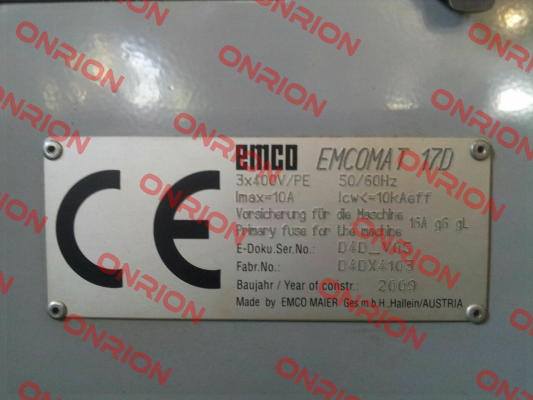 CE
emco EMCOMAT 17D
3x400V/PE 50/60Hz
Imax=10A Icw<=10kAeff
Vorsicherung für die Maschine
Primary fuse for the machine 16A g6 gL
E-Doku.Ser.No.:
Fabr.No.: D4DX4103
Baujahr / Year of constr.: 2009
Made by EMCO MAIER Ges.m.b.H.,Hallein/AUSTRIA
ONRION